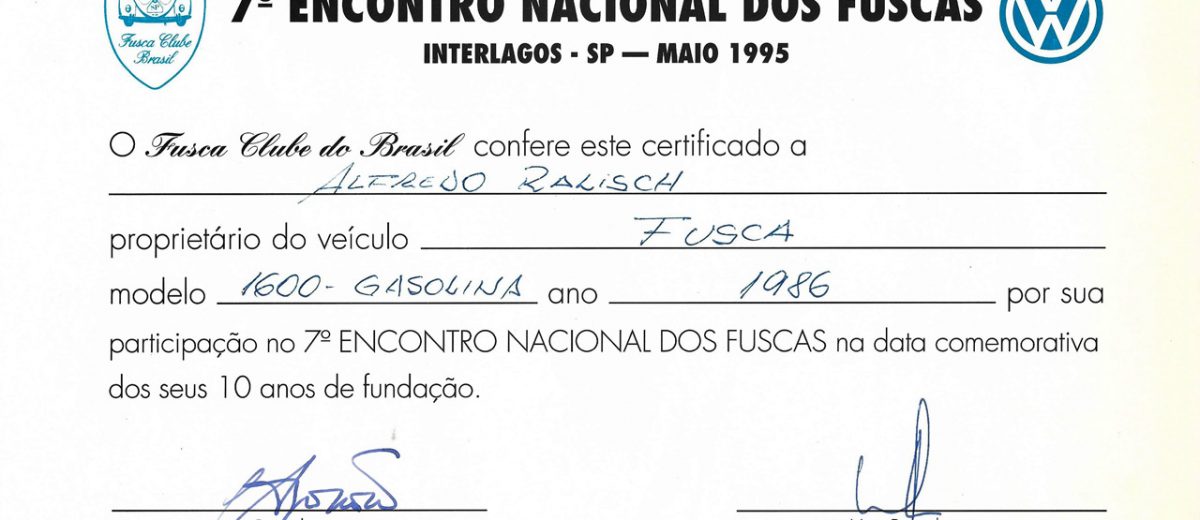 7º ENCONTRO NACIONAL DOS FUSCAS
Fusca Clube
Brasil
INTERLAGOS - SP — MAIO 1995
O Fusca Clube do Brasil confere este certificado a
ALFREDO RALISCH
proprietário do veículo FUSCA
modelo 1600 - GASOLINA ano 1986 por sua
participação no 7º ENCONTRO NACIONAL DOS FUSCAS na data comemorativa
dos seus 10 anos de fundação.